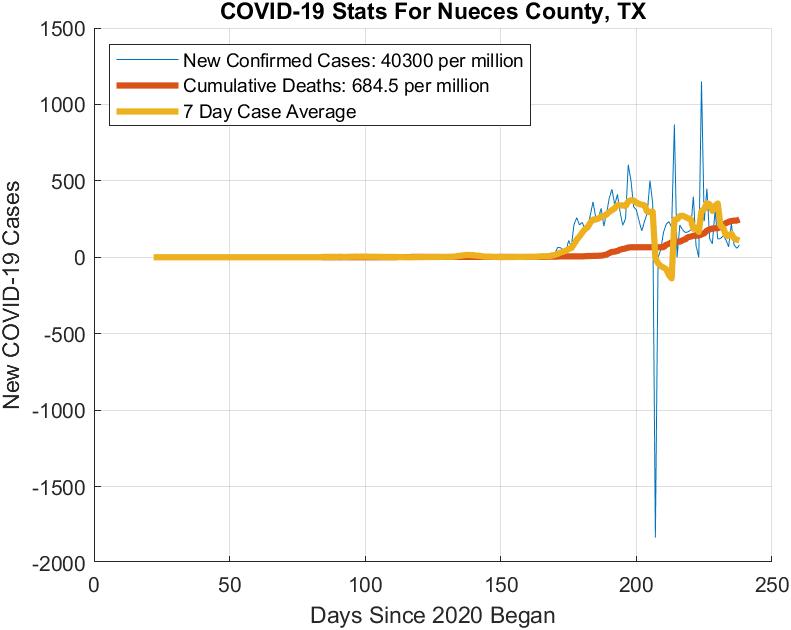 COVID-19 Stats For Nueces County, TX
New Confirmed Cases: 40300 per million
Cumulative Deaths: 684.5 per million
7 Day Case Average
1500
1000
500
0
-500
-1000
-1500
-2000
New COVID-19 Cases
0 50 100 150 200 250
Days Since 2020 Began